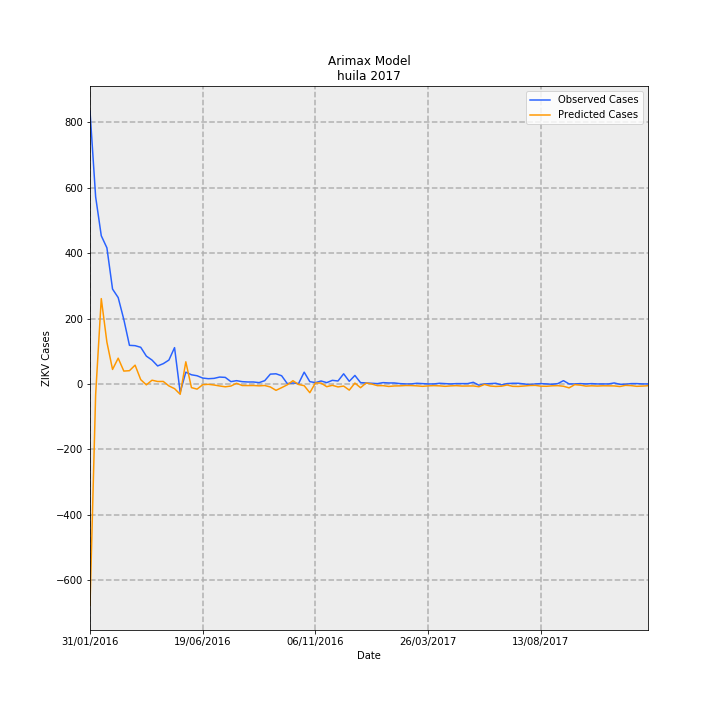 Arimax Model
huila 2017
Observed Cases
Predicted Cases
ZIKV Cases
800
600
400
200
0
−200
−400
−600
31/01/2016
19/06/2016
06/11/2016
26/03/2017
13/08/2017
Date